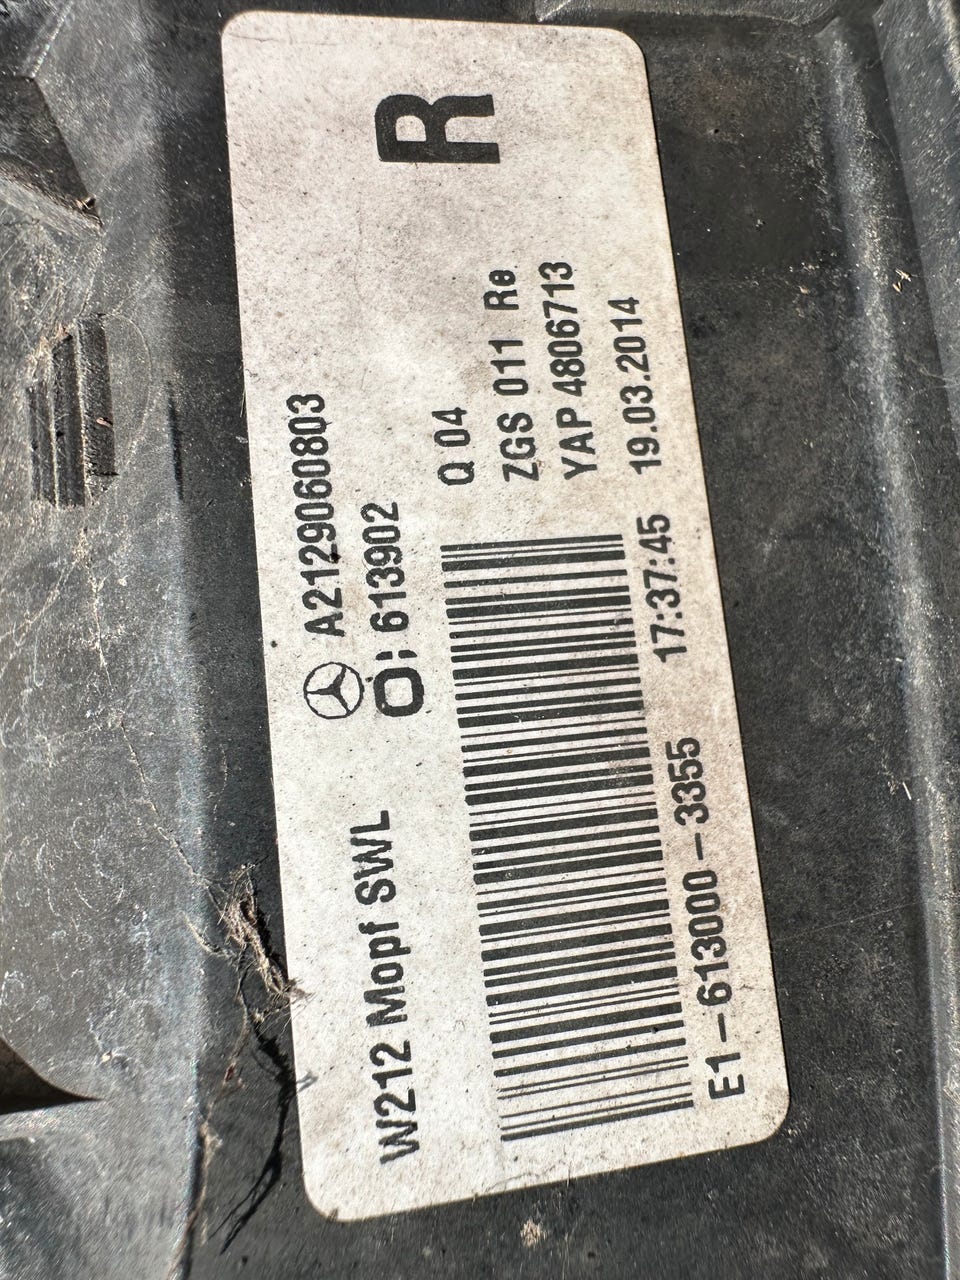 W212 Mopf SWL
A2129060803
O: 613902
R
Q 04
ZGS 011 Re
YAP 4806713
E1-613000-3355
17:37:45
19.03.2014